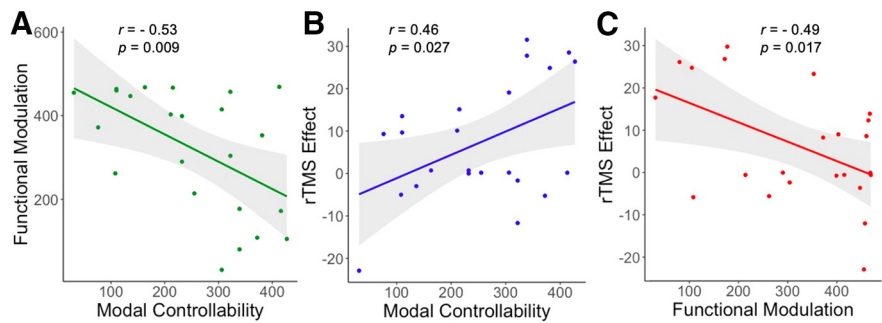 A
r = - 0.53
p = 0.009
600
400
200
Functional Modulation
100 200 300 400
Modal Controllability
B
r = 0.46
p = 0.027
30
20
10
0
-10
-20
rTMS Effect
100 200 300 400
Modal Controllability
C
r = - 0.49
p = 0.017
30
20
10
0
-10
-20
rTMS Effect
100 200 300 400
Functional Modulation